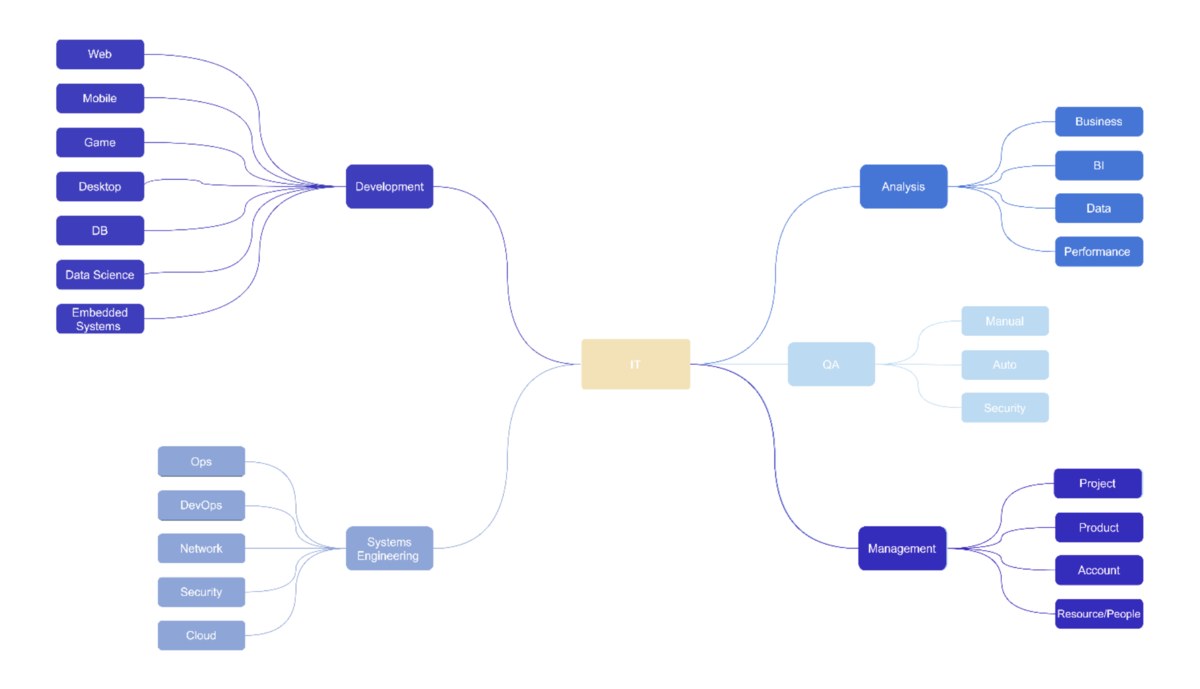 Web
Mobile
Game
Desktop
DB
Data Science
Embedded
Systems
Development
Ops
DevOps
Network
Security
Cloud
Systems
Engineering
IT
Analysis
Business
BI
Data
Performance
QA
Manual
Auto
Security
Management
Project
Product
Account
Resource/People